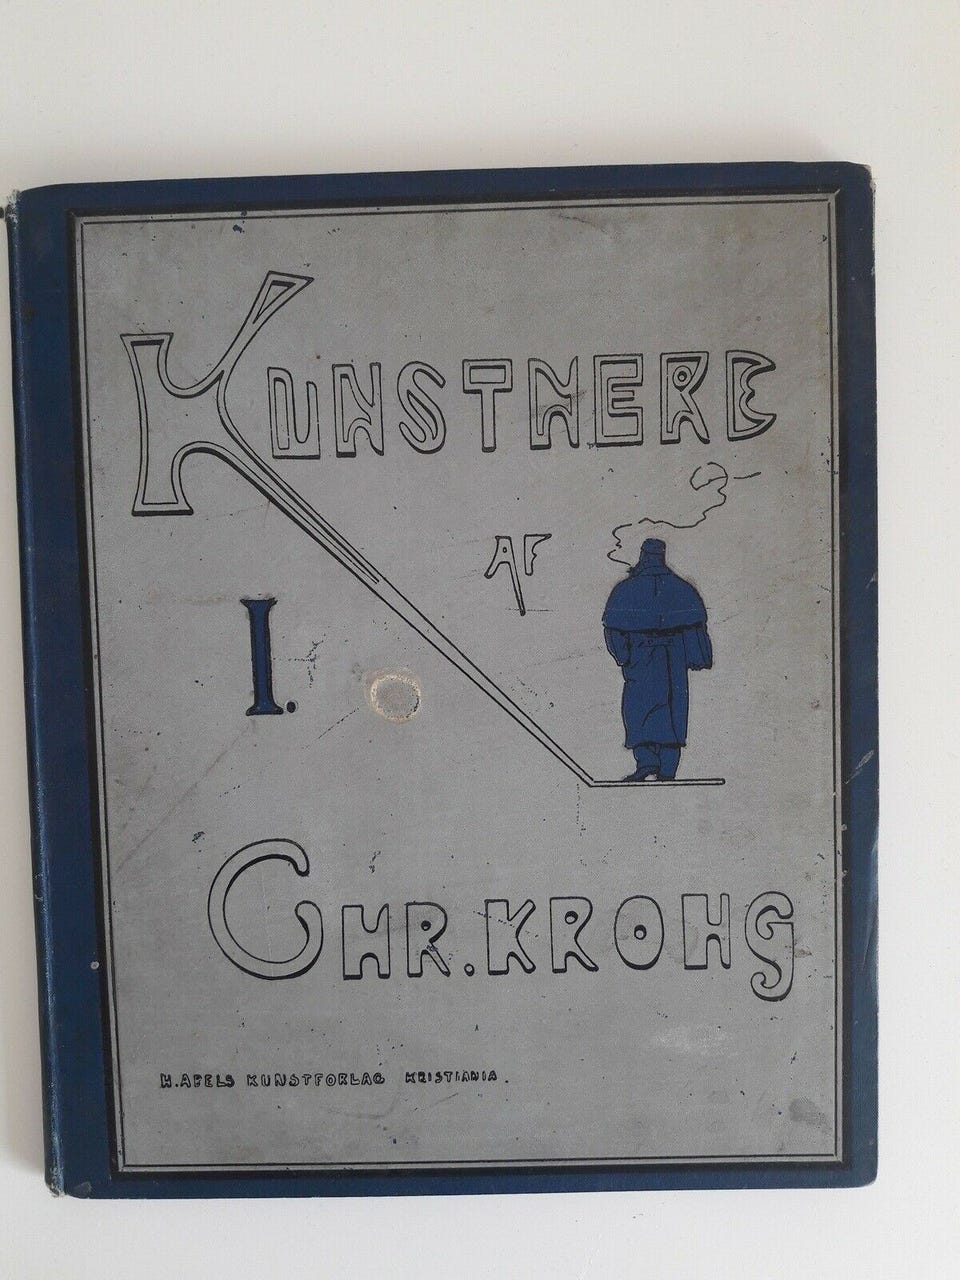 KUNSTNERE
AF
I.
CHR. KROHG
H. ABELS KUNSTFORLAG KRISTIANIA.